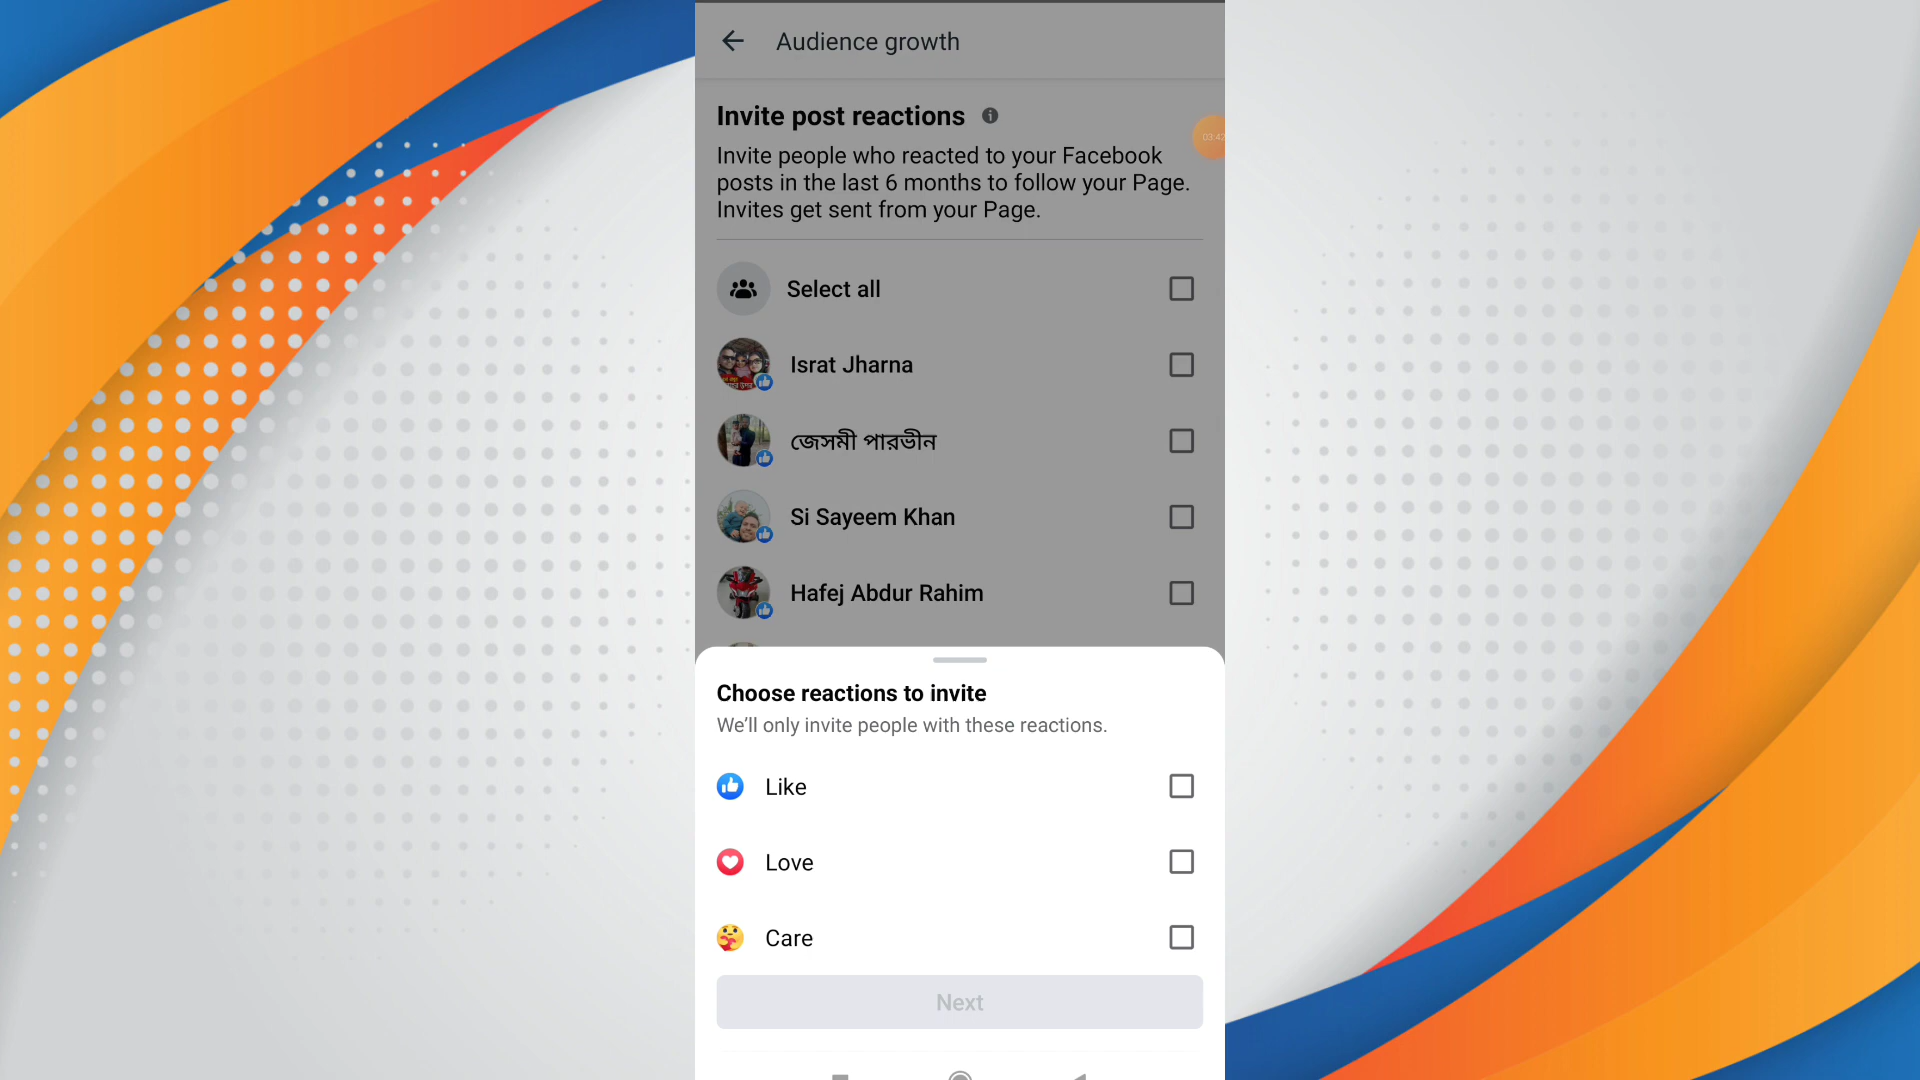 Audience growth
Invite post reactions
Invite people who reacted to your Facebook
posts in the last 6 months to follow your Page.
Invites get sent from your Page.
Select all
Israt Jharna
জেসমী পারভীন
Si Sayeem Khan
Hafej Abdur Rahim
Choose reactions to invite
We’ll only invite people with these reactions.
Like
Love
Care
Next